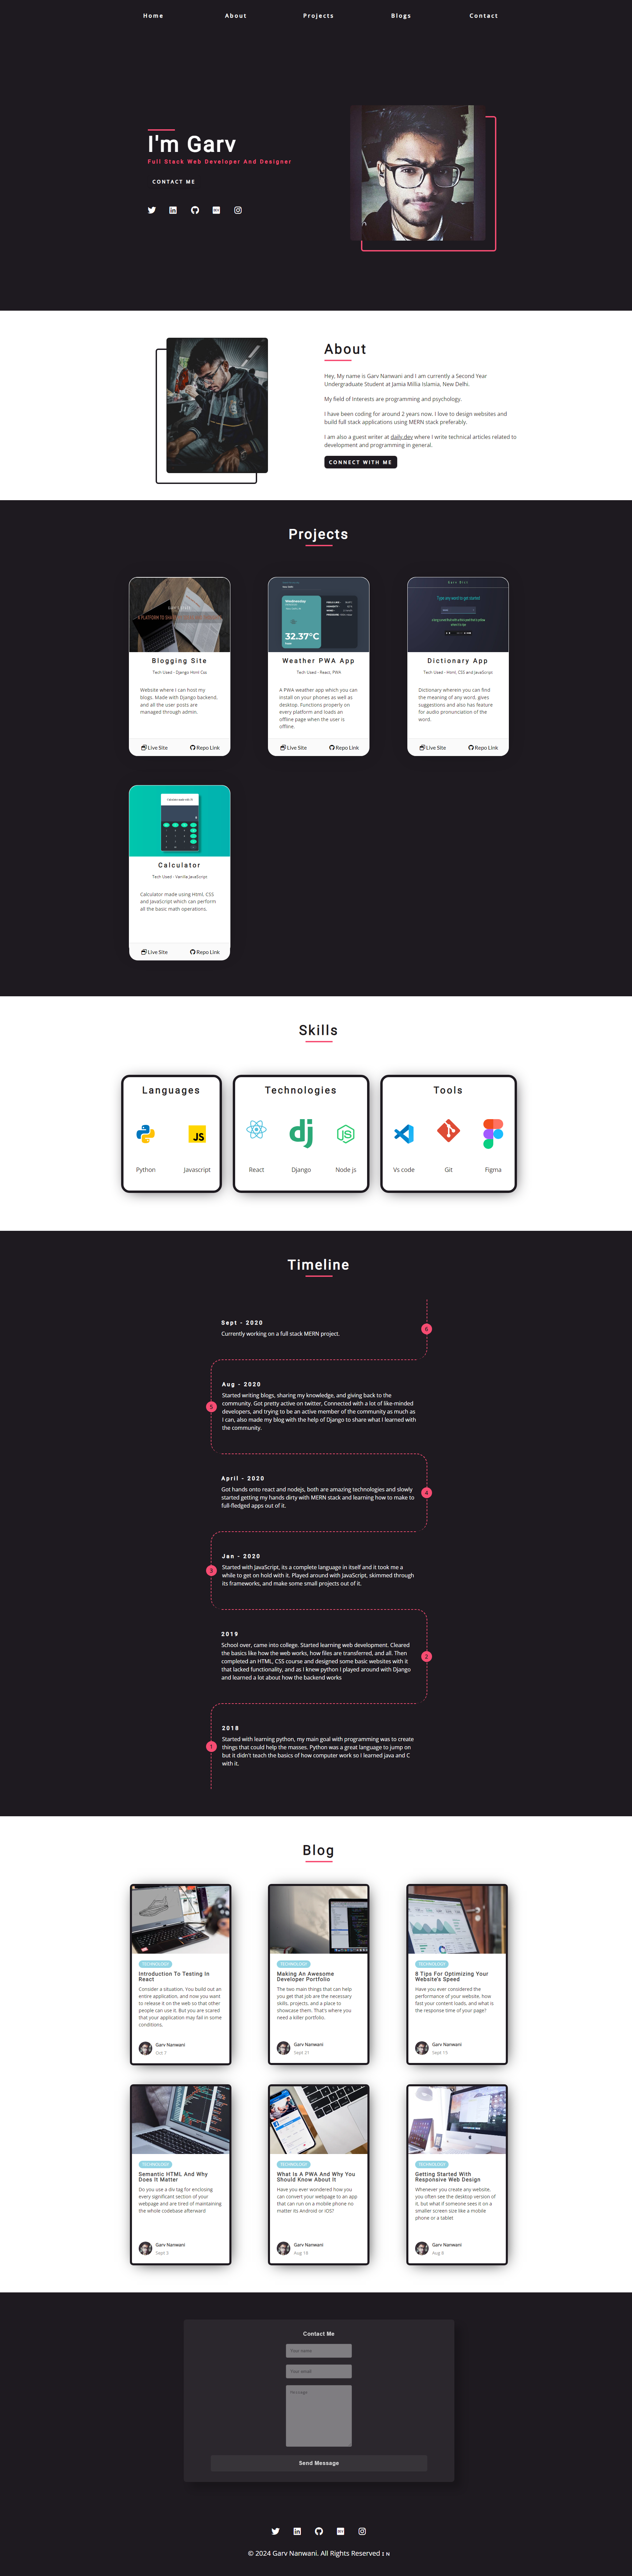 Home About Projects Blogs Contact
I'm Garv
Full Stack Web Developer And Designer
CONTACT ME
About
Hey, My name is Garv Nanwani and I am currently a Second Year
Undergraduate Student at Jamia Millia Islamia, New Delhi.
My field of Interests are programming and psychology.
I have been coding for around 2 years now. I love to design websites and
build full stack applications using MERN stack preferably.
I am also a guest writer at daily.dev where I write technical articles related to
development and programming in general.
CONNECT WITH ME
Projects
32.37°C
Type any word to get started
Blogging Site
Tech Used - Django Html Css
Website where I can host my
blogs. Made with Django backend,
and all the user posts are
managed through admin.
Live Site Repo Link
Weather PWA App
Tech Used - React, PWA
A PWA weather app which you can
install on your phones as well as
desktop. Functions properly on
every platform and loads an
offline page when the user is
offline.
Live Site Repo Link
Dictionary App
Tech Used - Html, CSS and JavaScript
Dictionary wherein you can find
the meaning of any word, gives
suggestions and also has feature
for audio pronunciation of the
word.
Live Site Repo Link
Calculator
Tech Used - Vanilla JavaScript
Calculator made using Html, CSS
and JavaScript which can perform
all the basic math operations.
Live Site Repo Link
Skills
Languages
Python Javascript
Technologies
React Django Node js
Tools
Vs code Git Figma
Timeline
Sept - 2020
Currently working on a full stack MERN project.
6
Aug - 2020
Started writing blogs, sharing my knowledge, and giving back to the
community. Got pretty active on twitter, Connected with a lot of like-minded
developers, and trying to be an active member of the community as much as
I can, also made my blog with the help of Django to share what I learned with
the community.
5
April - 2020
Got hands onto react and nodejs, both are amazing technologies and slowly
started getting my hands dirty with MERN stack and learning how to make to
full-fledged apps out of it.
4
Jan - 2020
Started with JavaScript, its a complete language in itself and it took me a
while to get on hold with it. Played around with JavaScript, skimmed through
its frameworks, and make some small projects out of it.
3
2019
School over, came into college. Started learning web development. Cleared
the basics like how the web works, how files are transferred, and all. Then
completed an HTML, CSS course and designed some basic websites with it
that lacked functionality, and as I knew python I played around with Django
and learned a lot about how the backend works
2
2018
Started with learning python, my main goal with programming was to create
things that could help the masses. Python was a great language to jump on
but it didn't teach the basics of how computer work so I learned java and C
with it.
1
Blog
TECHNOLOGY
Introduction To Testing In
React
Consider a situation, You build out an
entire application, and now you want
to release it on the web so that other
people can use it. But you are scared
that your application may fail in some
conditions,
Garv Nanwani
Oct 7
TECHNOLOGY
Making An Awesome
Developer Portfolio
The two main things that can help
you get that job are the necessary
skills, projects, and a place to
showcase them. That's where you
need a killer portfolio.
Garv Nanwani
Sept 21
TECHNOLOGY
8 Tips For Optimizing Your
Website's Speed
Have you ever considered the
performance of your website, how
fast your content loads, and what is
the response time of your page?
Garv Nanwani
Sept 15
TECHNOLOGY
Semantic HTML And Why
Does It Matter
Do you use a div tag for enclosing
every significant section of your
webpage and are tired of maintaining
the whole codebase afterward
Garv Nanwani
Sept 3
TECHNOLOGY
What Is A PWA And Why You
Should Know About It
Have you ever wondered how you
can convert your webpage to an app
that can run on a mobile phone no
matter its Android or IOS?
Garv Nanwani
Aug 18
TECHNOLOGY
Getting Started With
Responsive Web Design
Whenever you create any website,
you often see the desktop version of
it, but what if someone sees it on a
smaller screen size like a mobile
phone or a tablet
Garv Nanwani
Aug 8
Contact Me
Your name
Your email
Message
Send Message
© 2024 Garv Nanwani. All Rights Reserved I N